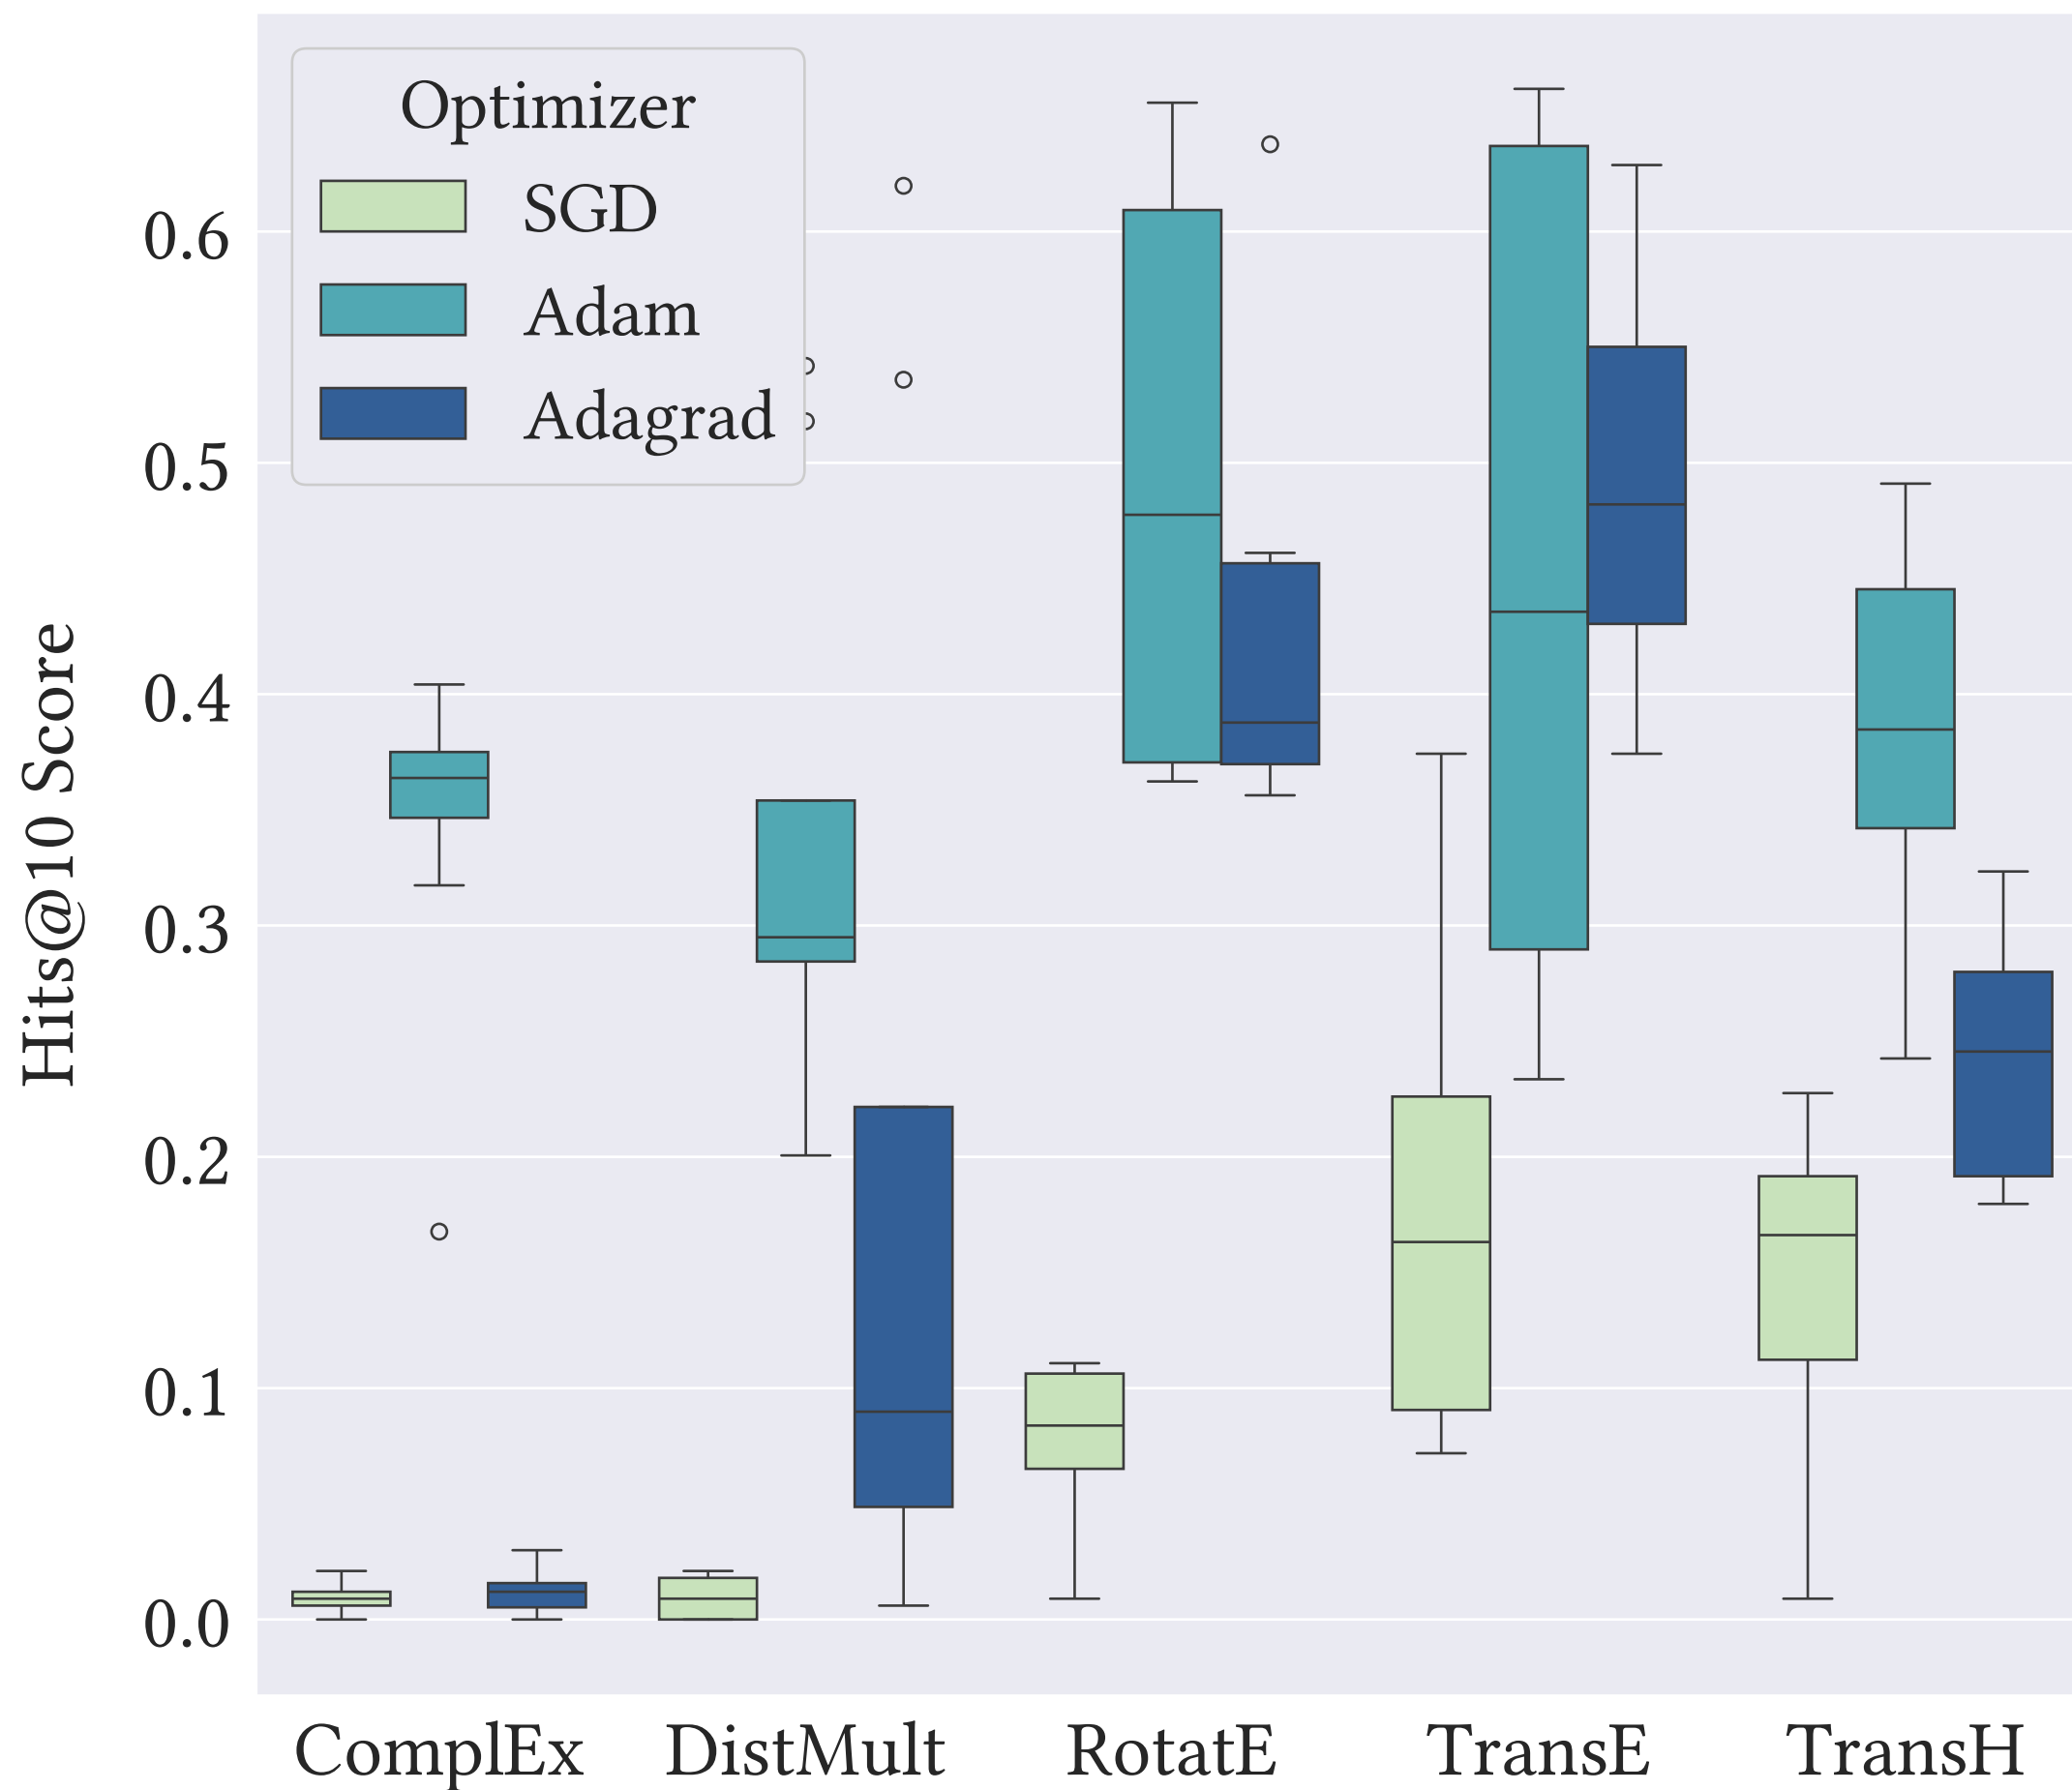 Optimizer
SGD
Adam
Adagrad
Hits@10 Score
0.6
0.5
0.4
0.3
0.2
0.1
0.0
ComplEx DistMult RotatE TransE TransH